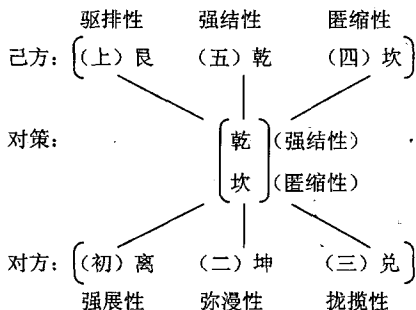 驱排性 强结性 匿缩性
己方： （上）艮 （五）乾 （四）坎
对策： 乾 （强结性）
坎 （匿缩性）
对方： （初）离 （二）坤 （三）兑
强展性 弥漫性 拢揽性